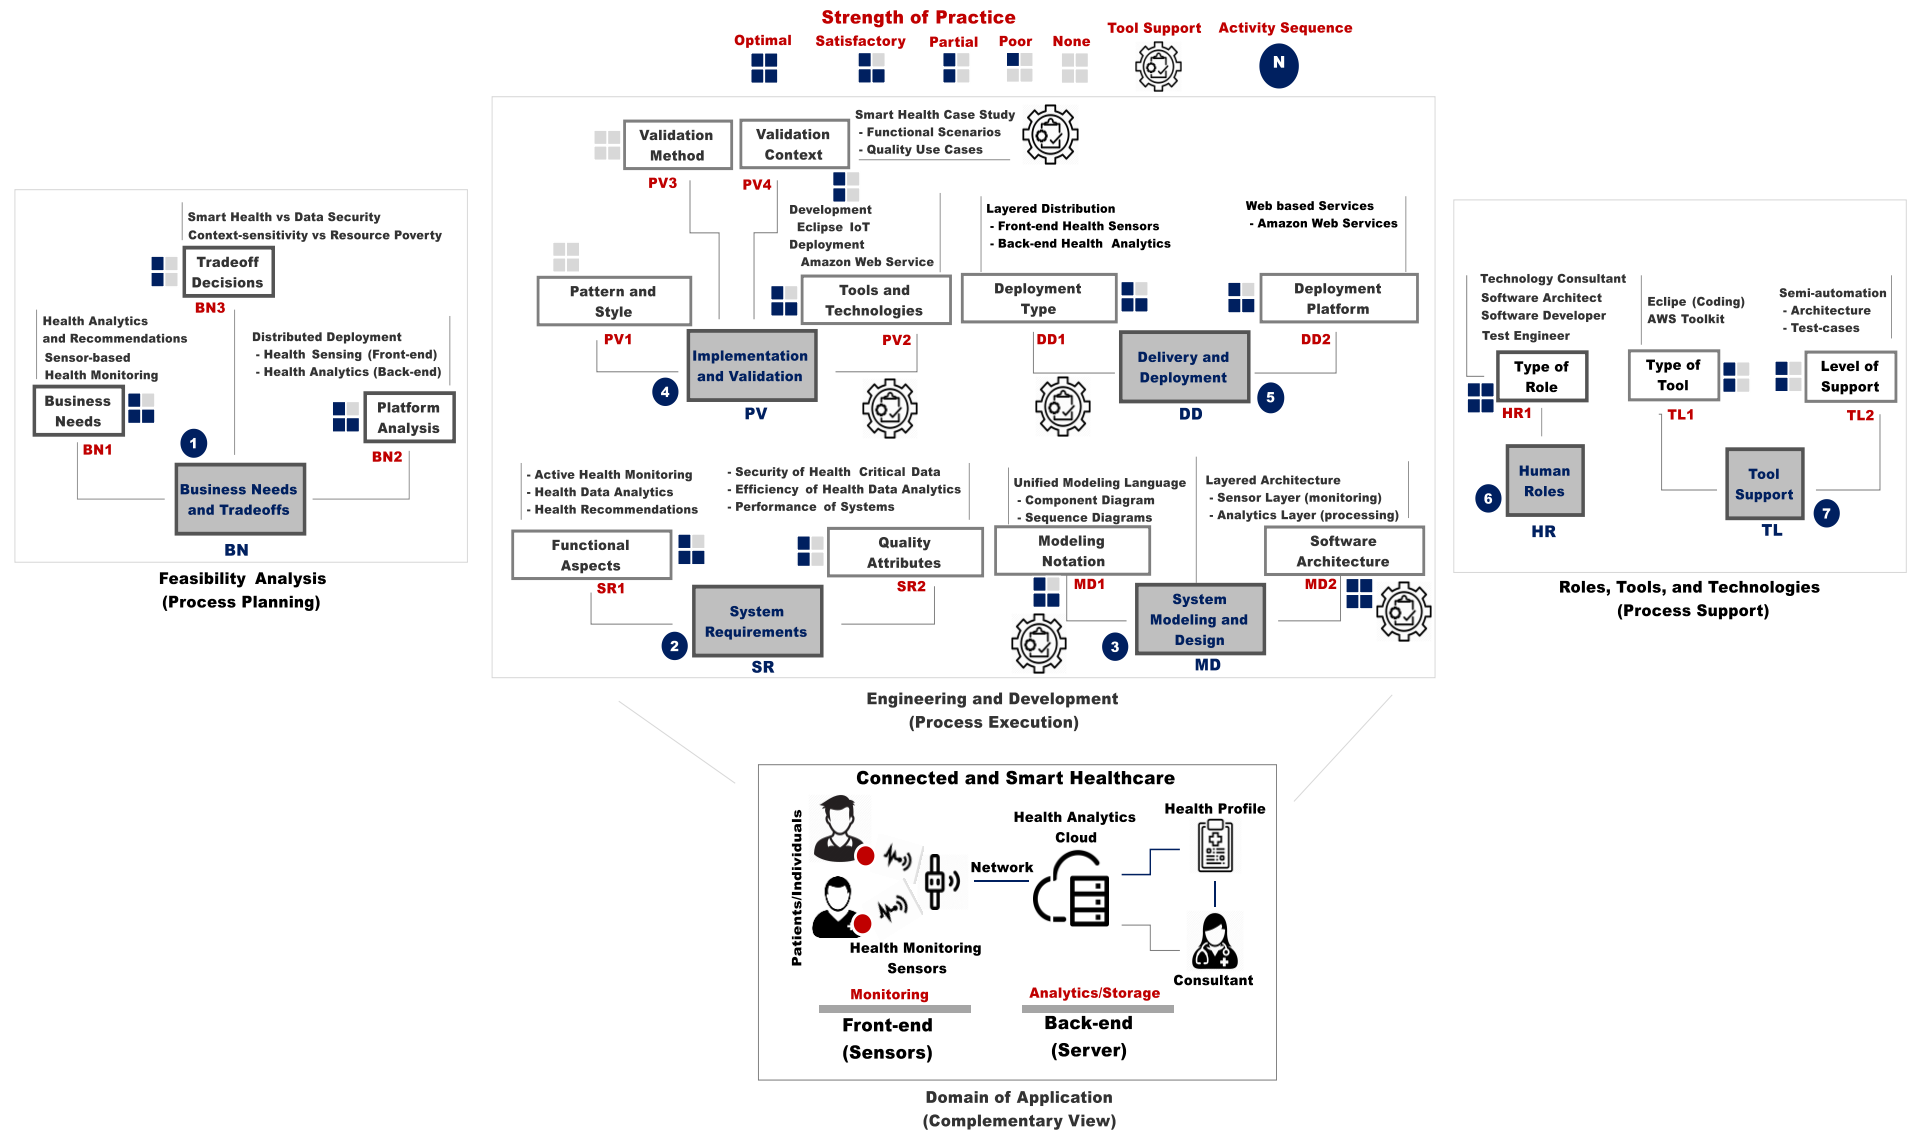 Strength of Practice
Optimal
Satisfactory
Partial
Poor
None
Tool Support
Activity Sequence
N
Smart Health vs Data Security
Context-sensitivity vs Resource Poverty
Tradeoff
Decisions
BN3
Health Analytics
and Recommendations
Sensor-based
Health Monitoring
Business
Needs
BN1
Distributed Deployment
- Health Sensing (Front-end)
- Health Analytics (Back-end)
Platform
Analysis
BN2
1
Business Needs
and Tradeoffs
BN
Feasibility Analysis
(Process Planning)
Validation
Method
PV3
Validation
Context
PV4
Smart Health Case Study
- Functional Scenarios
- Quality Use Cases
Development
Eclipse IoT
Deployment
Amazon Web Service
Pattern and
Style
PV1
Tools and
Technologies
PV2
Implementation
and Validation
4
PV
Layered Distribution
- Front-end Health Sensors
- Back-end Health Analytics
Web based Services
- Amazon Web Services
Deployment
Type
DD1
Deployment
Platform
DD2
Delivery and
Deployment
5
DD
- Active Health Monitoring
- Health Data Analytics
- Health Recommendations
- Security of Health Critical Data
- Efficiency of Health Data Analytics
- Performance of Systems
Functional
Aspects
SR1
Quality
Attributes
SR2
System
Requirements
2
SR
Unified Modeling Language
- Component Diagram
- Sequence Diagrams
Layered Architecture
- Sensor Layer (monitoring)
- Analytics Layer (processing)
Modeling
Notation
MD1
Software
Architecture
MD2
System
Modeling and
Design
3
MD
Engineering and Development
(Process Execution)
Technology Consultant
Software Architect
Software Developer
Test Engineer
Type of
Role
HR1
Human
Roles
6
HR
Eclipe (Coding)
AWS Toolkit
Type of
Tool
TL1
Semi-automation
- Architecture
- Test-cases
Level of
Support
TL2
Tool
Support
7
TL
Roles, Tools, and Technologies
(Process Support)
Connected and Smart Healthcare
Patients/Individuals
Health Monitoring
Sensors
Network
Health Analytics
Cloud
Health Profile
Consultant
Monitoring
Front-end
(Sensors)
Analytics/Storage
Back-end
(Server)
Domain of Application
(Complementary View)